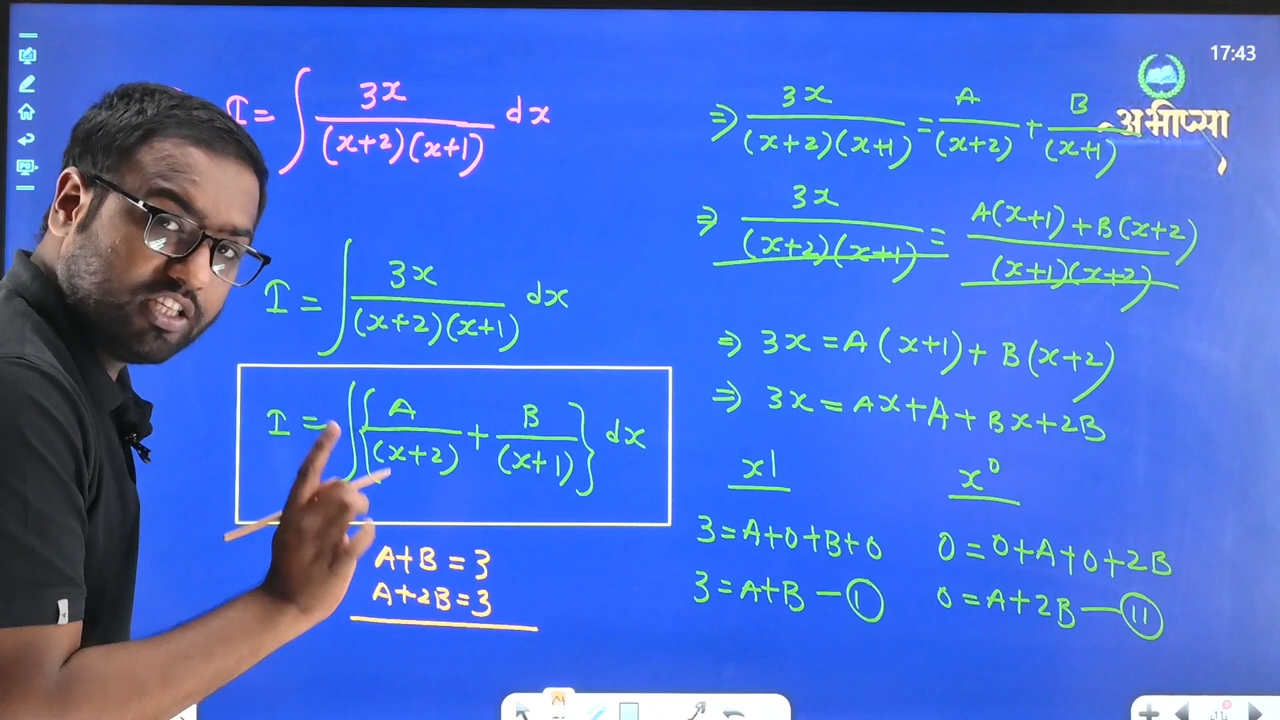 17:43
अभीप्सा
I = ∫ 3x / (x+2)(x+1) dx
I = ∫ 3x / (x+2)(x+1) dx
I = ∫ { A / (x+2) + B / (x+1) } dx
A+B = 3
A+2B = 3
⇒ 3x / (x+2)(x+1) = A / (x+2) + B / (x+1)
⇒ 3x / (x+2)(x+1) = A(x+1) + B(x+2) / (x+1)(x+2)
⇒ 3x = A(x+1) + B(x+2)
⇒ 3x = Ax+A+Bx+2B
x1
3 = A+0+B+0
3 = A+B — ①
x⁰
0 = 0+A+0+2B
0 = A+2B — (11)